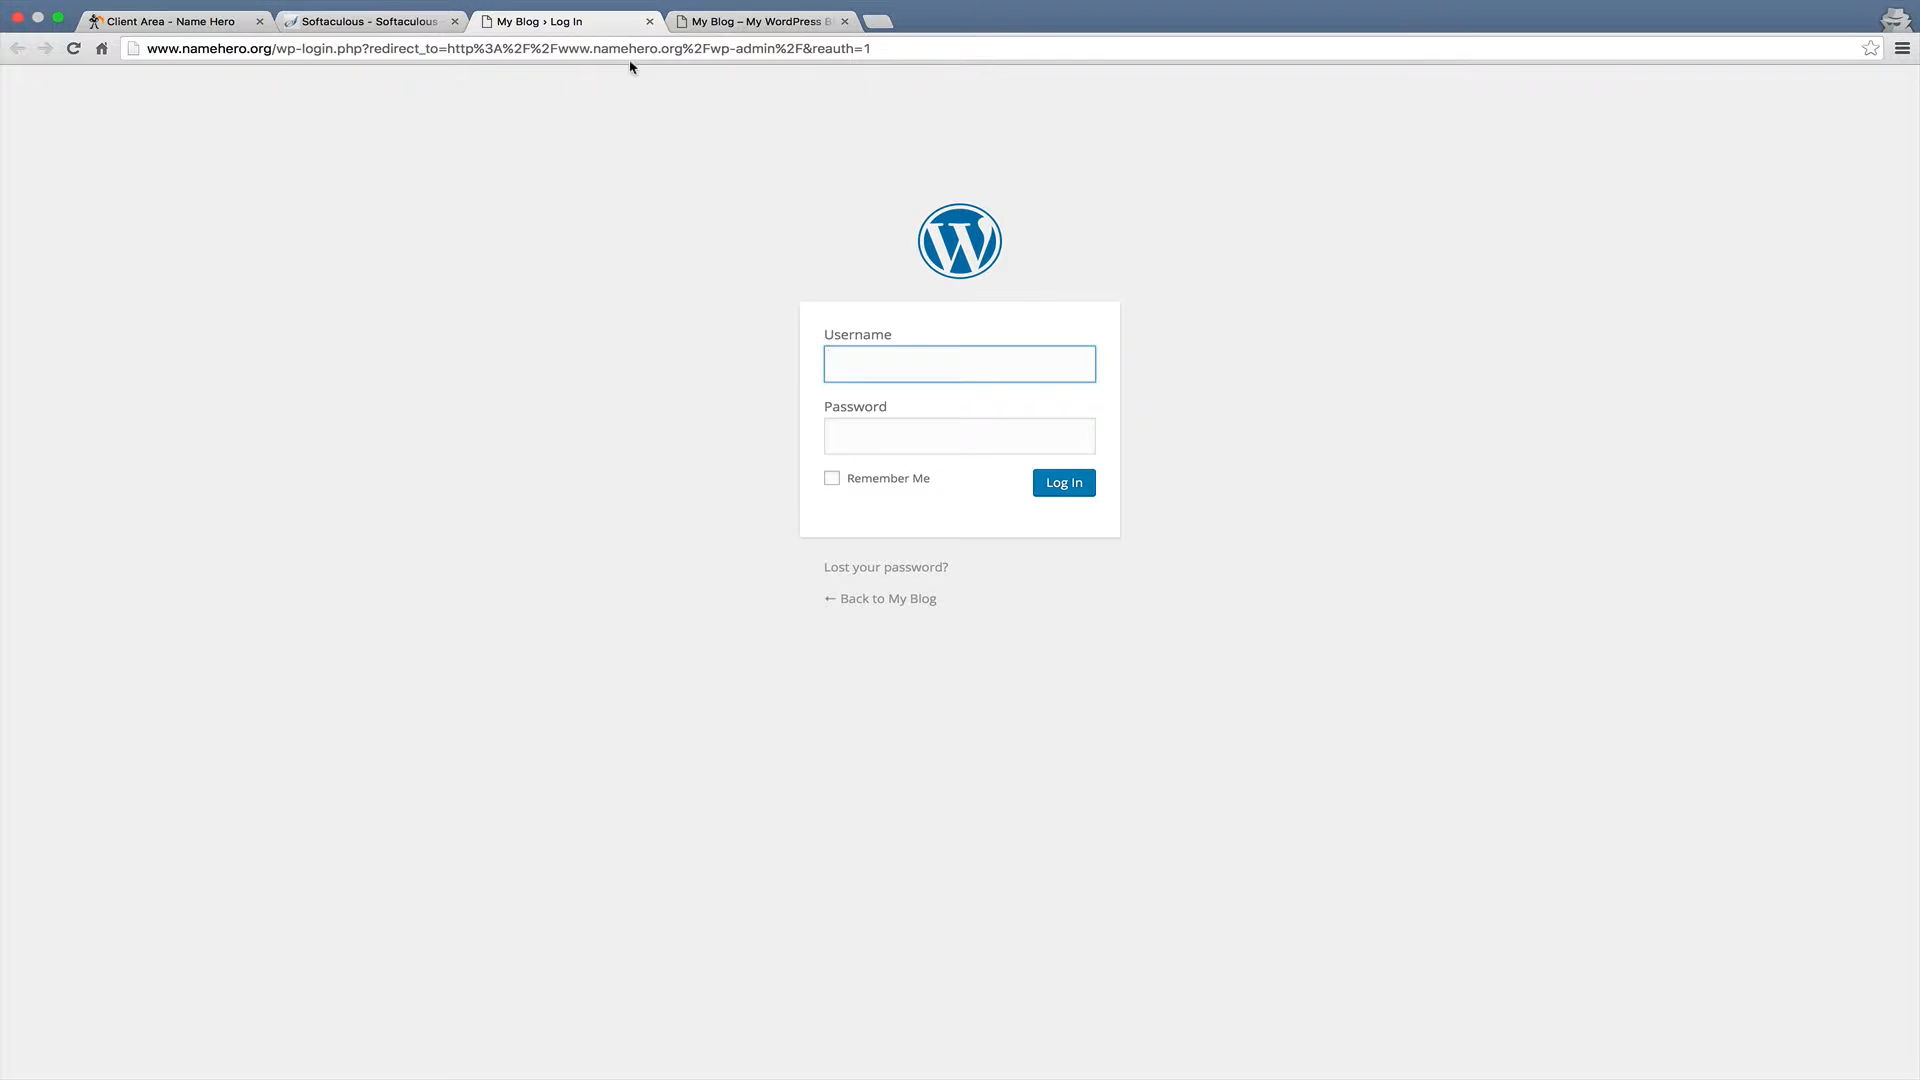 Client Area - Name Hero
Softaculous - Softaculous
My Blog › Log In
My Blog – My WordPress B
www.namehero.org/wp-login.php?redirect_to=http%3A%2F%2Fwww.namehero.org%2Fwp-admin%2F&reauth=1
Username
Password
Remember Me
Log In
Lost your password?
← Back to My Blog